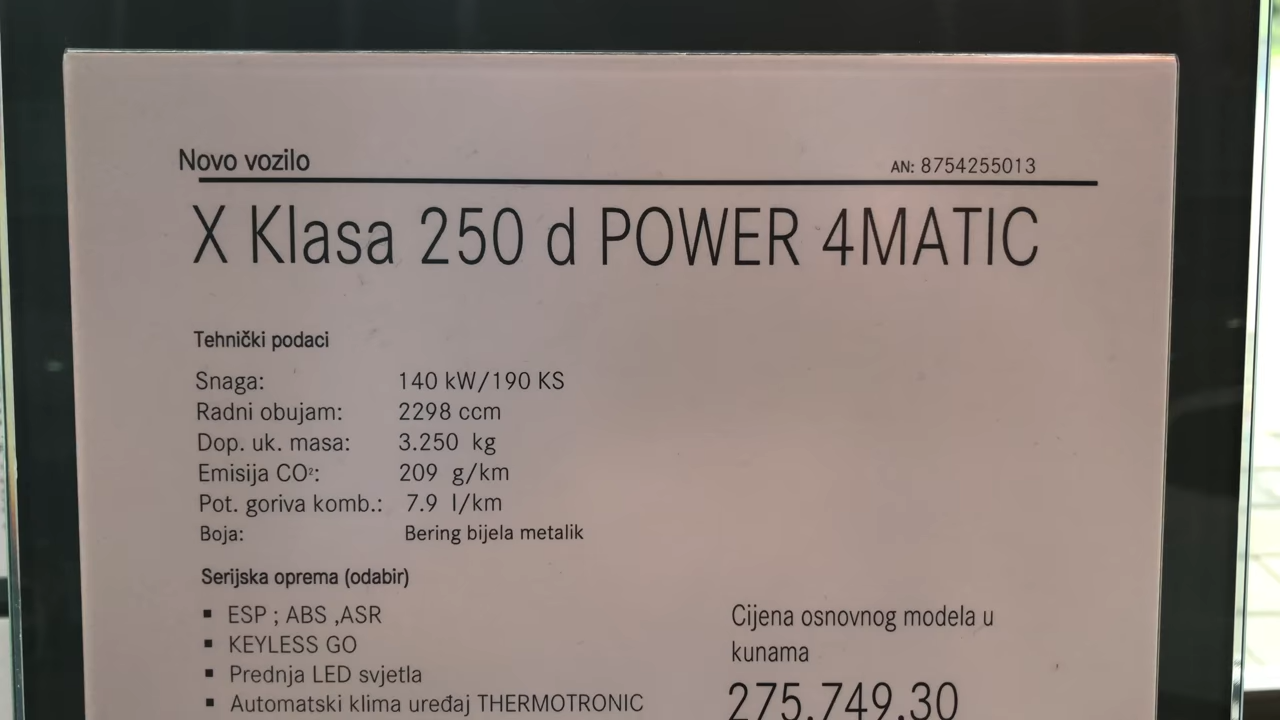 Novo vozilo AN: 8754255013
X Klasa 250 d POWER 4MATIC
Tehnički podaci
Snaga: 140 kW/190 KS
Radni obujam: 2298 ccm
Dop. uk. masa: 3.250 kg
Emisija CO²: 209 g/km
Pot. goriva komb.: 7.9 l/km
Boja: Bering bijela metalik
Serijska oprema (odabir)
▪ ESP ; ABS ,ASR
▪ KEYLESS GO
▪ Prednja LED svjetla
▪ Automatski klima uređaj THERMOTRONIC
Cijena osnovnog modela u
kunama
275.749,30